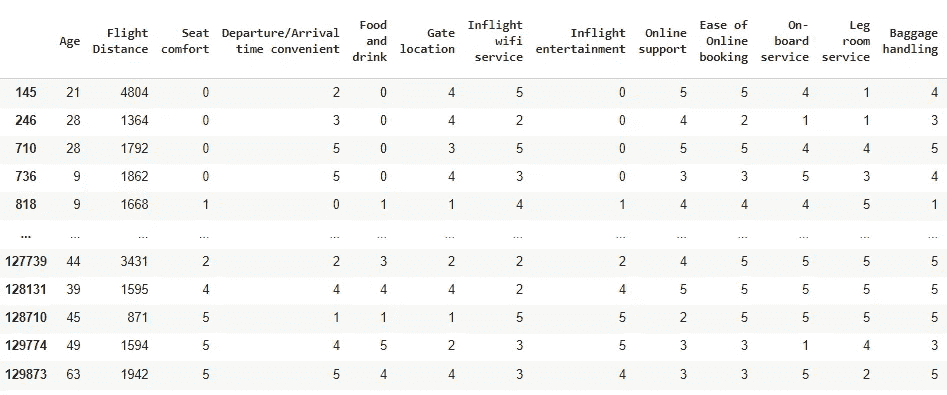 Age Flight Distance Seat comfort Departure/Arrival time convenient Food and drink Gate location Inflight wifi service Inflight entertainment Online support Ease of Online booking On-board service Leg room service Baggage handling
145 21 4804 0 2 0 4 5 0 5 5 4 1 4
246 28 1364 0 3 0 4 2 0 4 2 1 1 3
710 28 1792 0 5 0 3 5 0 5 5 4 4 5
736 9 1862 0 5 0 4 3 0 3 3 5 3 4
818 9 1668 1 0 1 1 4 1 4 4 4 5 1
... ... ... ... ... ... ... ... ... ... ... ... ... ...
127739 44 3431 2 2 3 2 2 2 4 5 5 5 5
128131 39 1595 4 4 4 4 2 4 5 5 5 5 5
128710 45 871 5 1 1 1 5 5 2 5 5 5 5
129774 49 1594 5 4 5 2 3 5 3 3 1 4 3
129873 63 1942 5 5 4 4 3 4 3 3 5 2 5